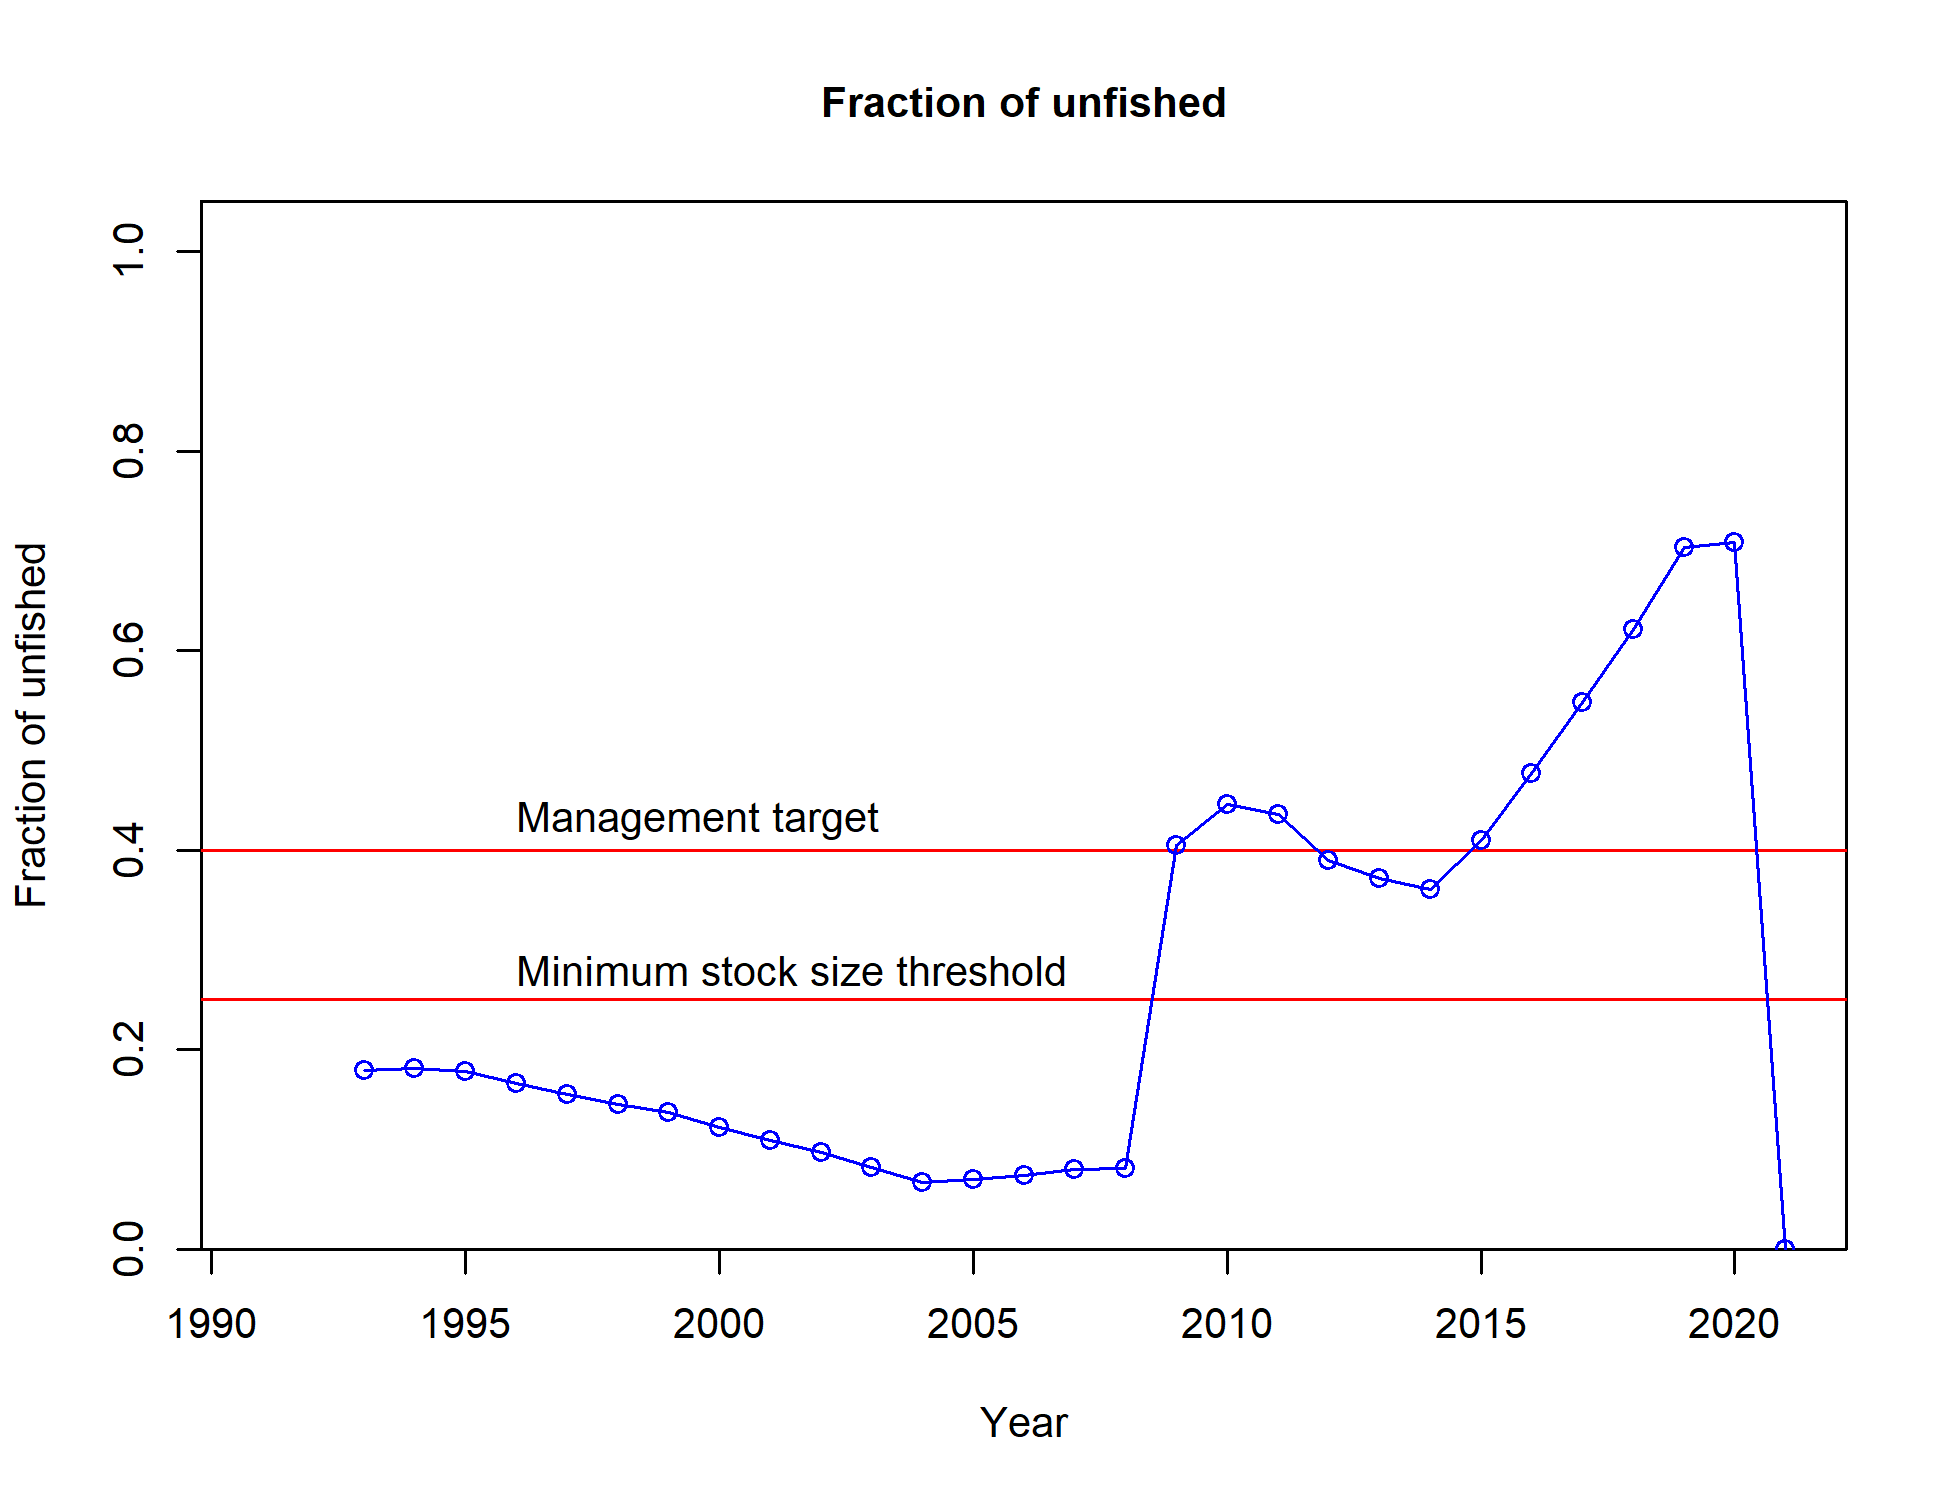 Fraction of unfished
Fraction of unfished
1.0
0.8
0.6
0.4
0.2
0.0
Management target
Minimum stock size threshold
1990 1995 2000 2005 2010 2015 2020
Year